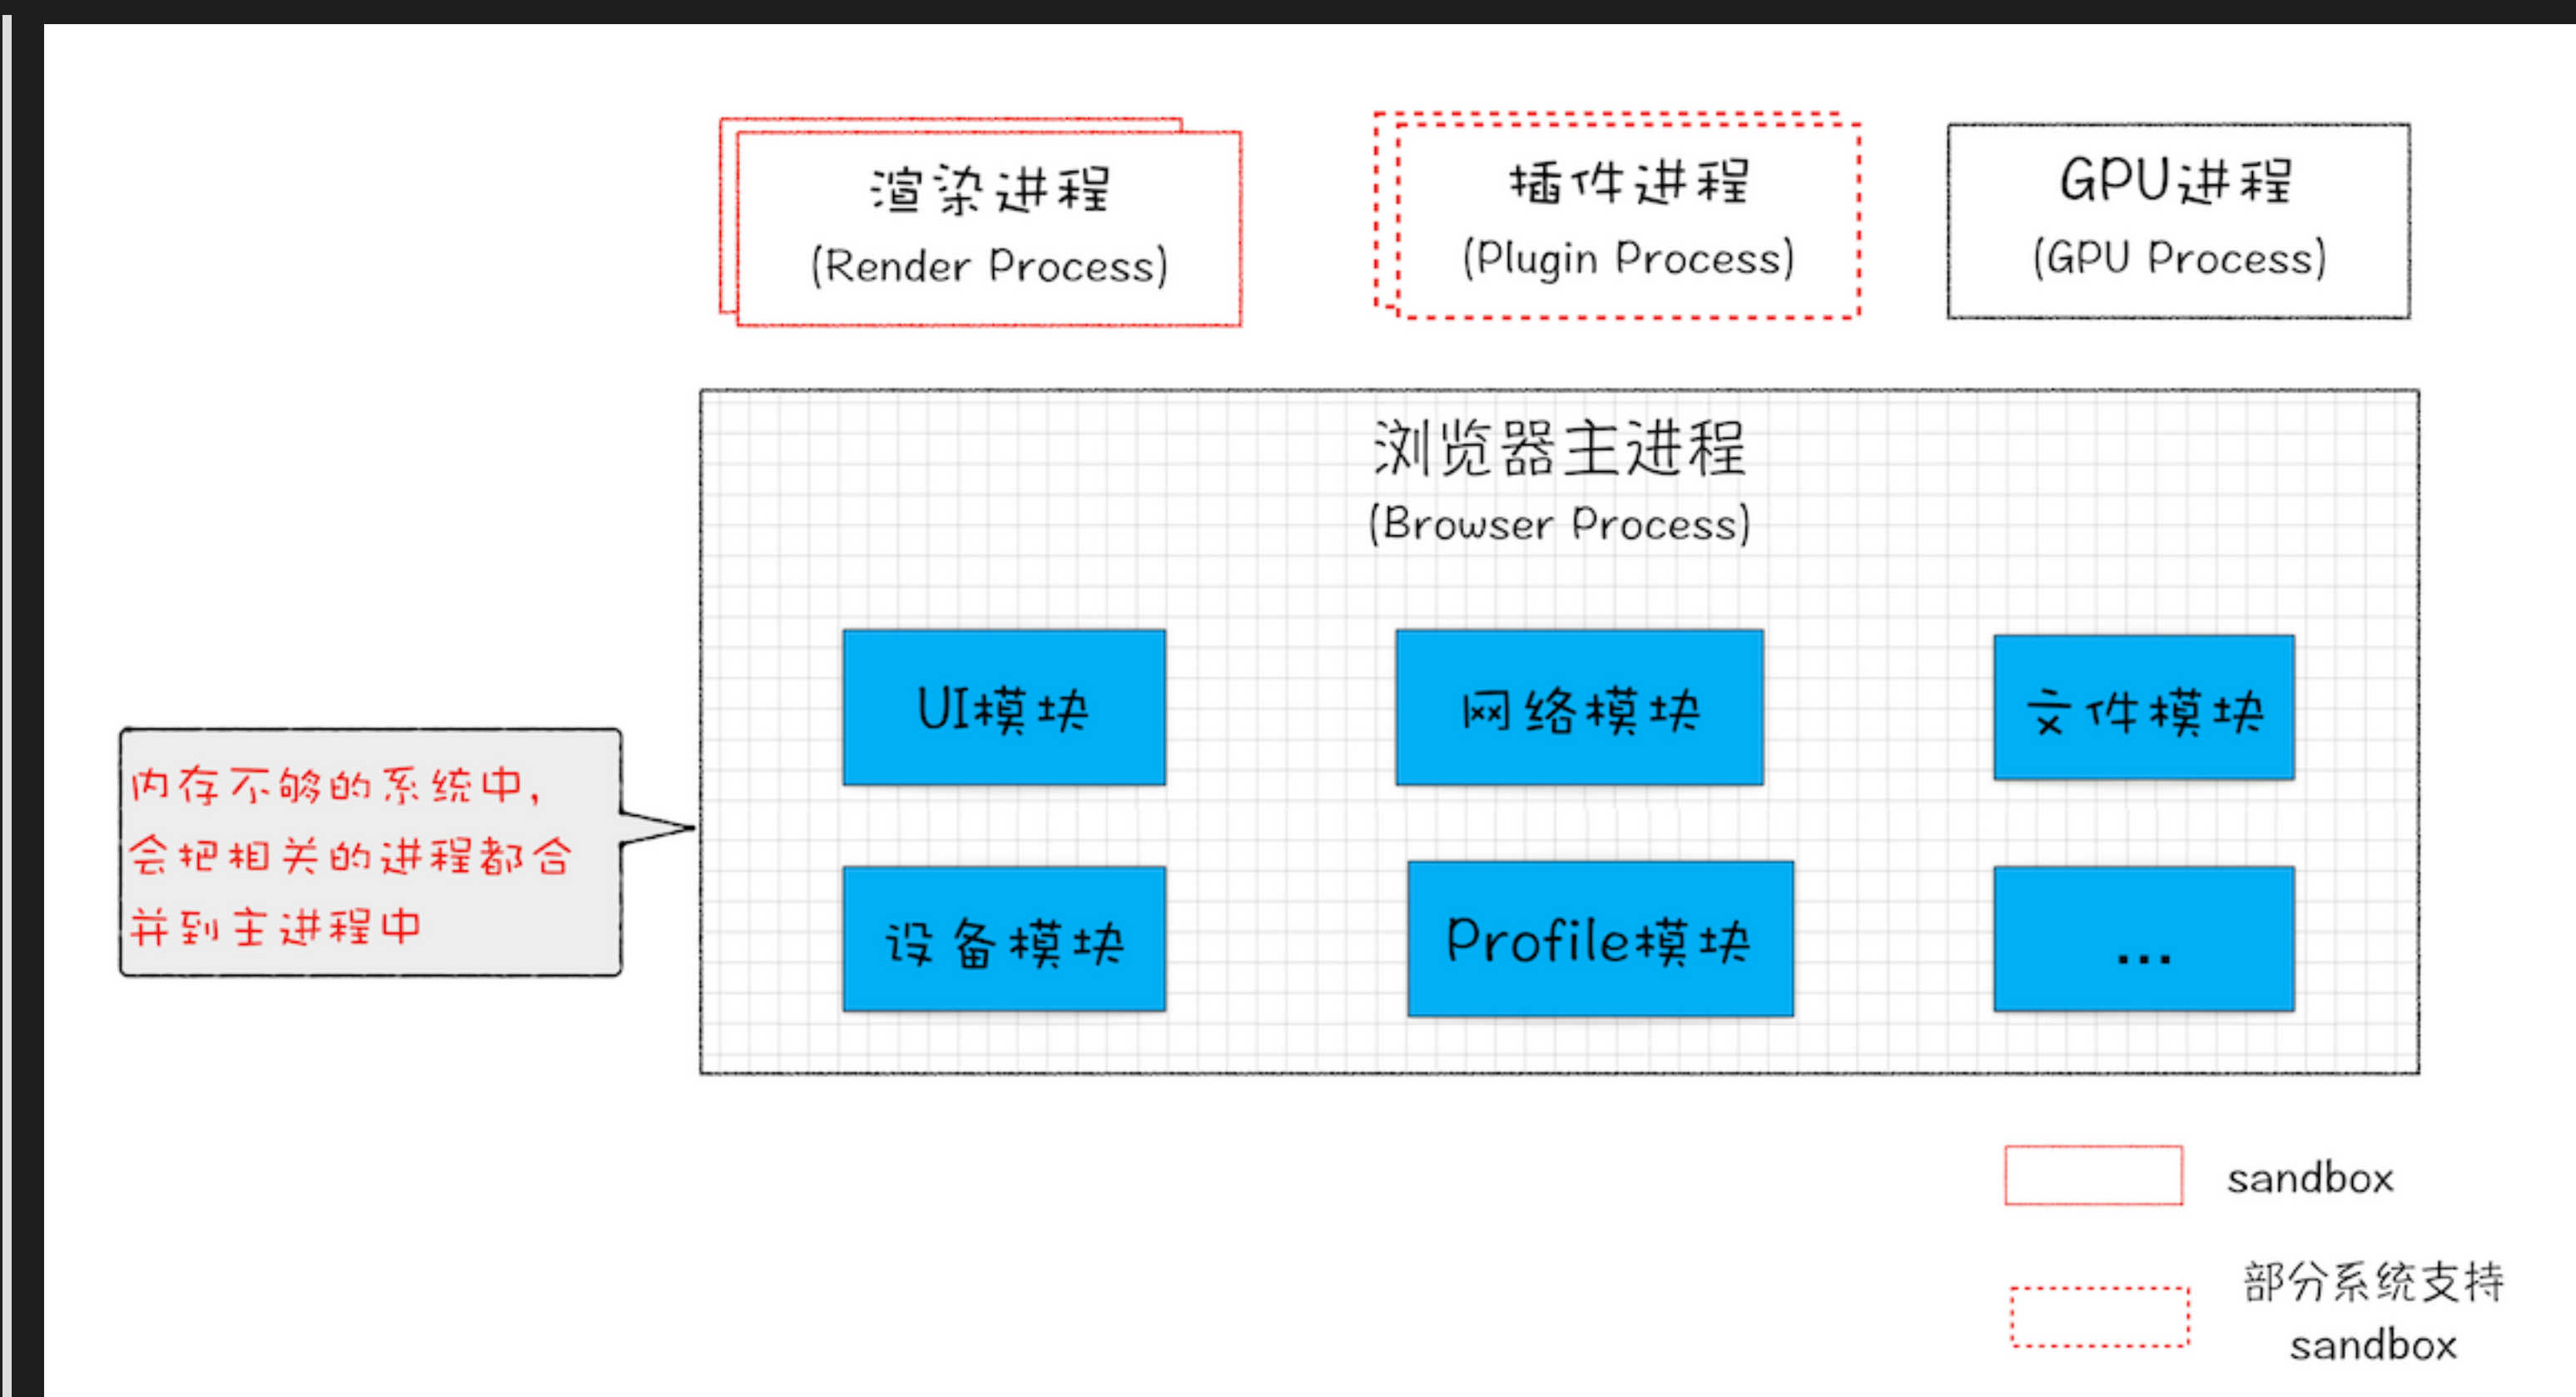 渲染进程
(Render Process)
插件进程
(Plugin Process)
GPU进程
(GPU Process)
浏览器主进程
(Browser Process)
UI模块
网络模块
文件模块
内存不够的系统中,
会把相关的进程都合
并到主进程中
设备模块
Profile模块
...
sandbox
部分系统支持
sandbox